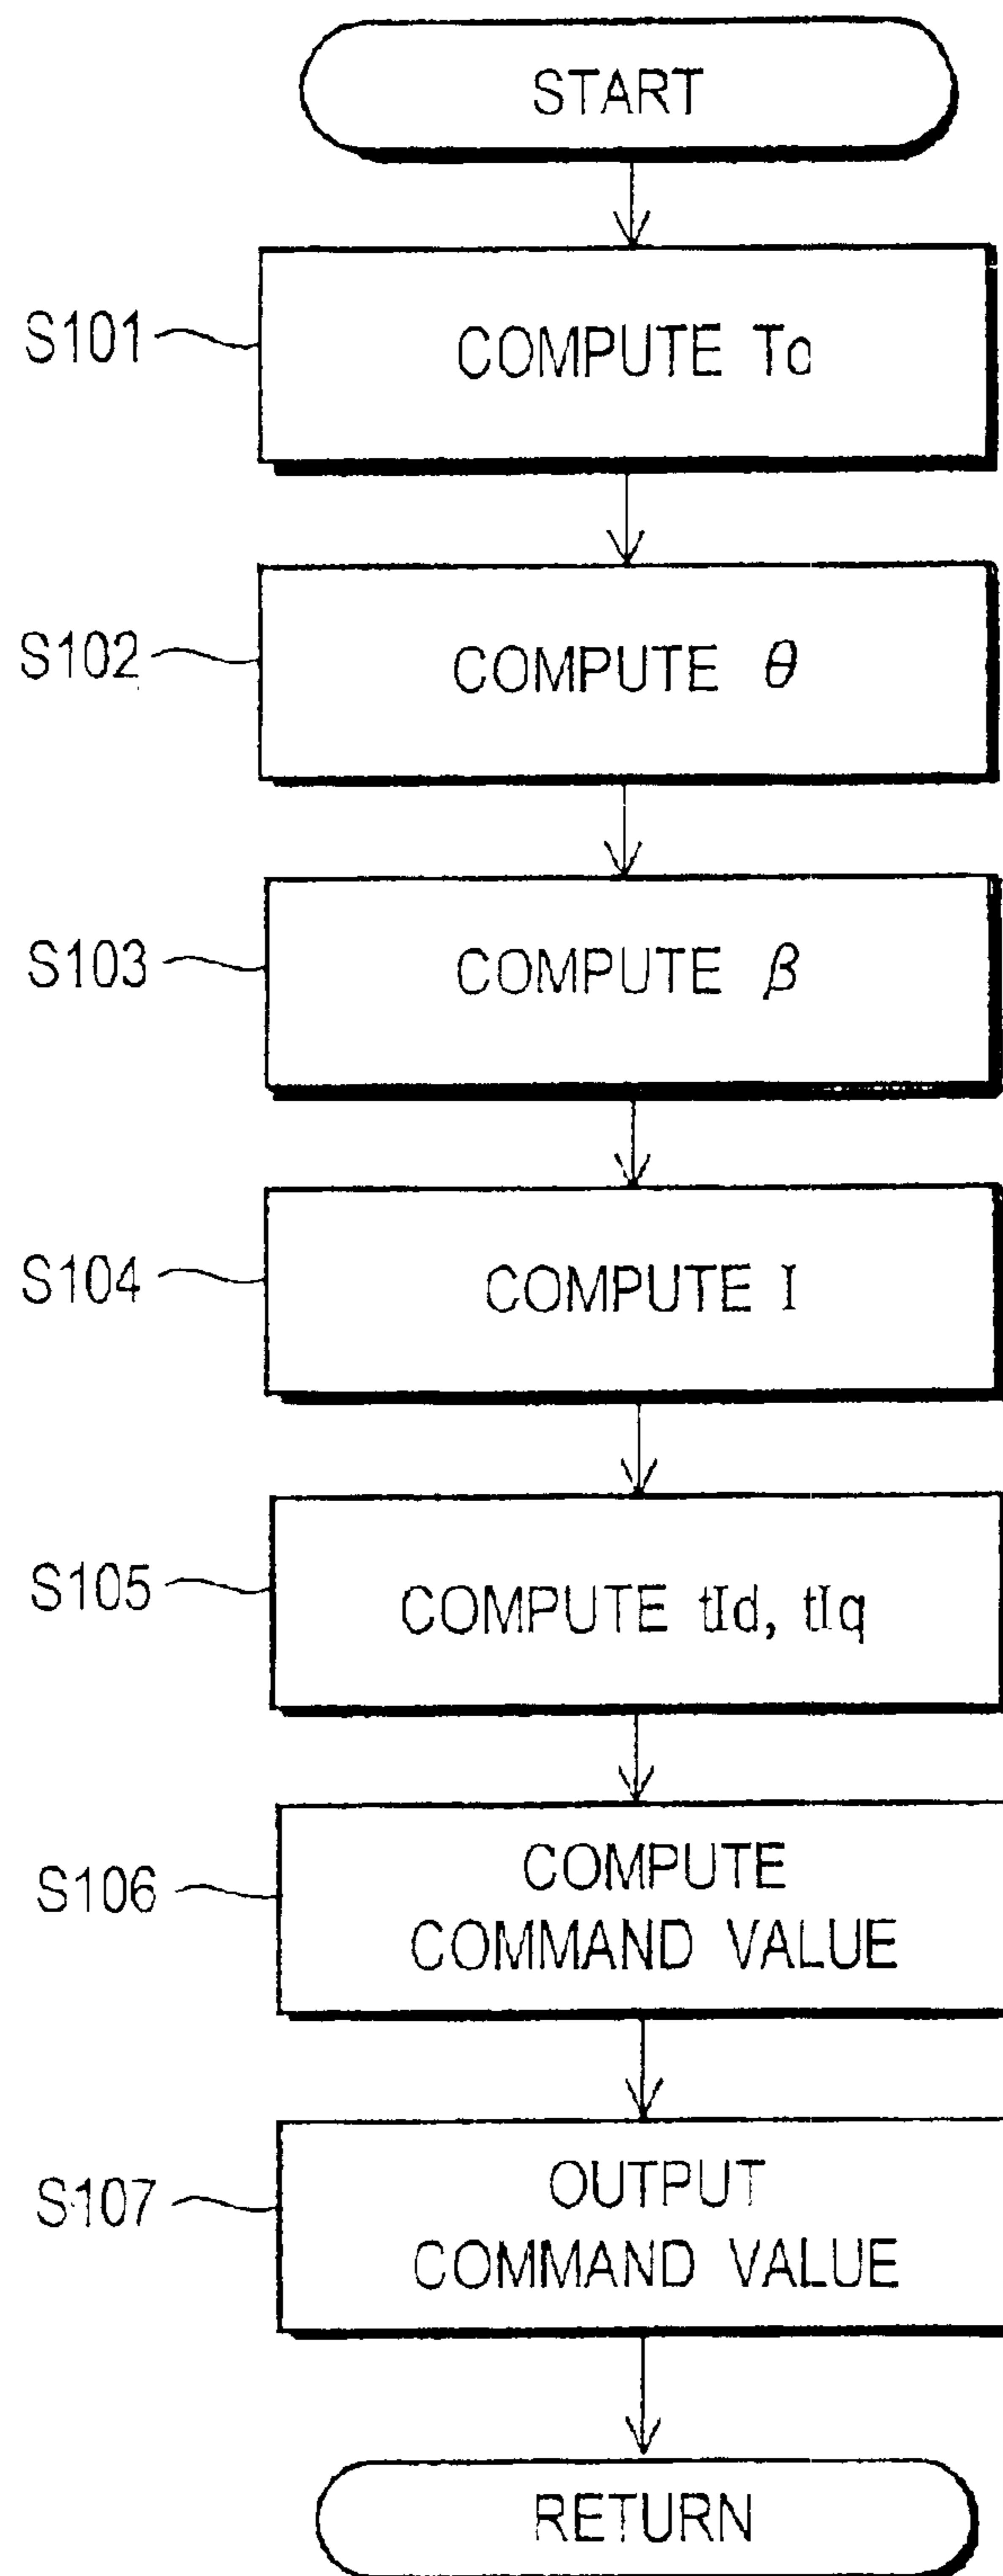 START
S101
COMPUTE To
S102
COMPUTE θ
S103
COMPUTE β
S104
COMPUTE I
S105
COMPUTE tId, tIq
S106
COMPUTE
COMMAND VALUE
S107
OUTPUT
COMMAND VALUE
RETURN